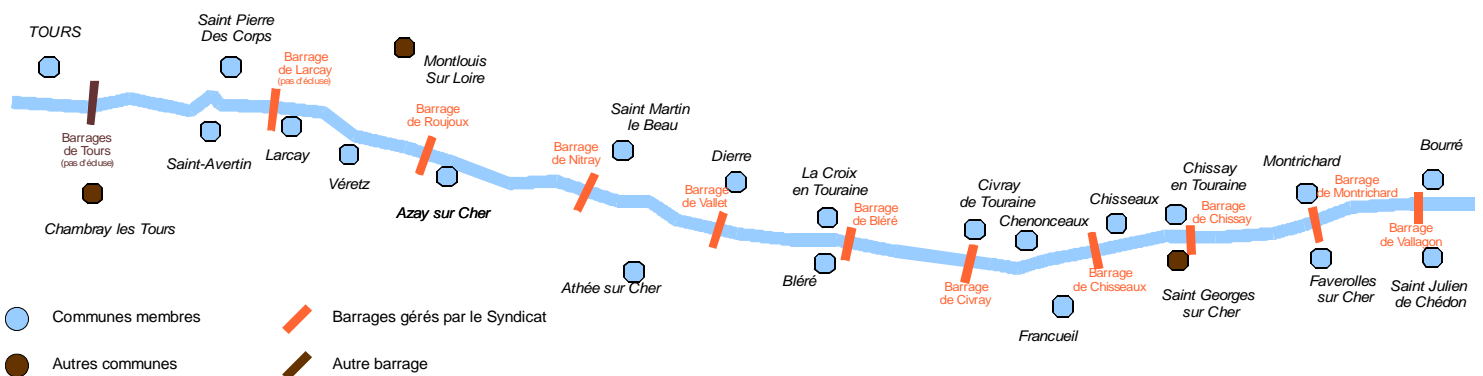 TOURS
Saint Pierre
Des Corps
Barrage
de Larcay
(pas d'écluse)
Montlouis
Sur Loire
Barrage
de Roujoux
Barrages
de Tours
(pas d'écluse)
Saint-Avertin
Larcay
Véretz
Chambray les Tours
Azay sur Cher
Barrage
de Nitray
Saint Martin
le Beau
Athée sur Cher
Dierre
Barrage
de Vallet
La Croix
en Touraine
Barrage
de Bléré
Bléré
Civray
de Touraine
Barrage
de Civray
Chenonceaux
Francueil
Chisseaux
Barrage
de Chisseaux
Chissay
en Touraine
Barrage
de Chissay
Saint Georges
sur Cher
Montrichard
Barrage
de Montrichard
Faverolles
sur Cher
Bourré
Barrage
de Vallagon
Saint Julien
de Chédon
Communes membres
Barrages gérés par le Syndicat
Autres communes
Autre barrage